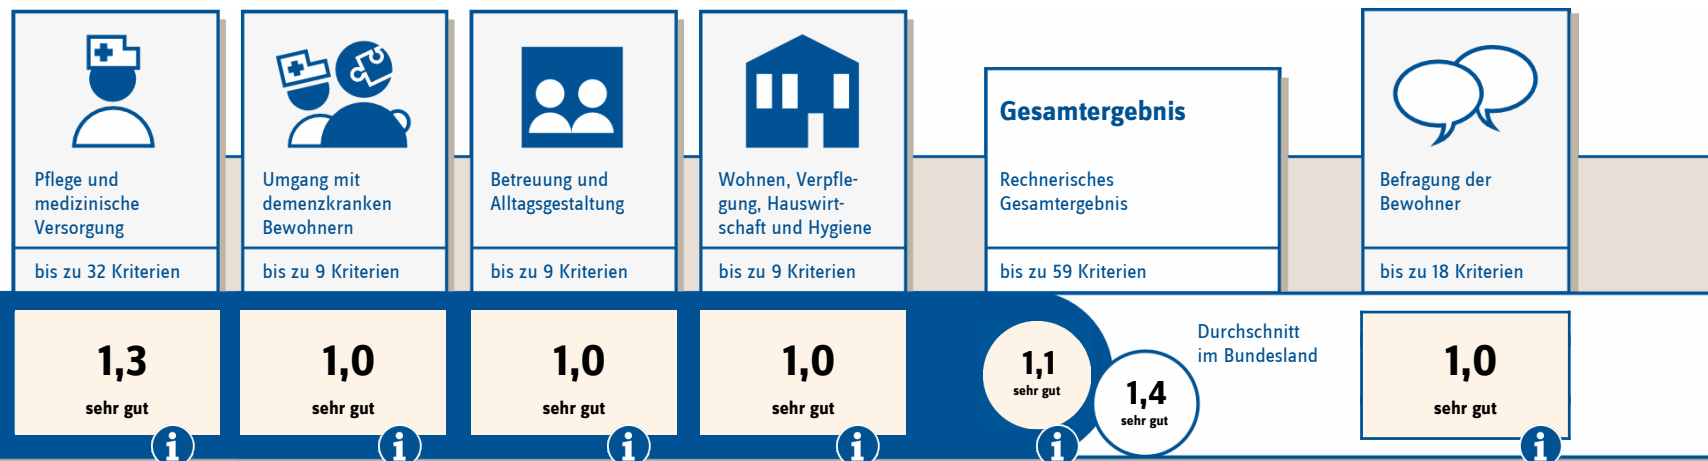 Pflege und
medizinische
Versorgung
bis zu 32 Kriterien
1,3
sehr gut
Umgang mit
demenzkranken
Bewohnern
bis zu 9 Kriterien
1,0
sehr gut
Betreuung und
Alltagsgestaltung
bis zu 9 Kriterien
1,0
sehr gut
Wohnen, Verpfle-
gung, Hauswirt-
schaft und Hygiene
bis zu 9 Kriterien
1,0
sehr gut
Gesamtergebnis
Rechnerisches
Gesamtergebnis
bis zu 59 Kriterien
1,1
sehr gut
1,4
sehr gut
Durchschnitt
im Bundesland
Befragung der
Bewohner
bis zu 18 Kriterien
1,0
sehr gut